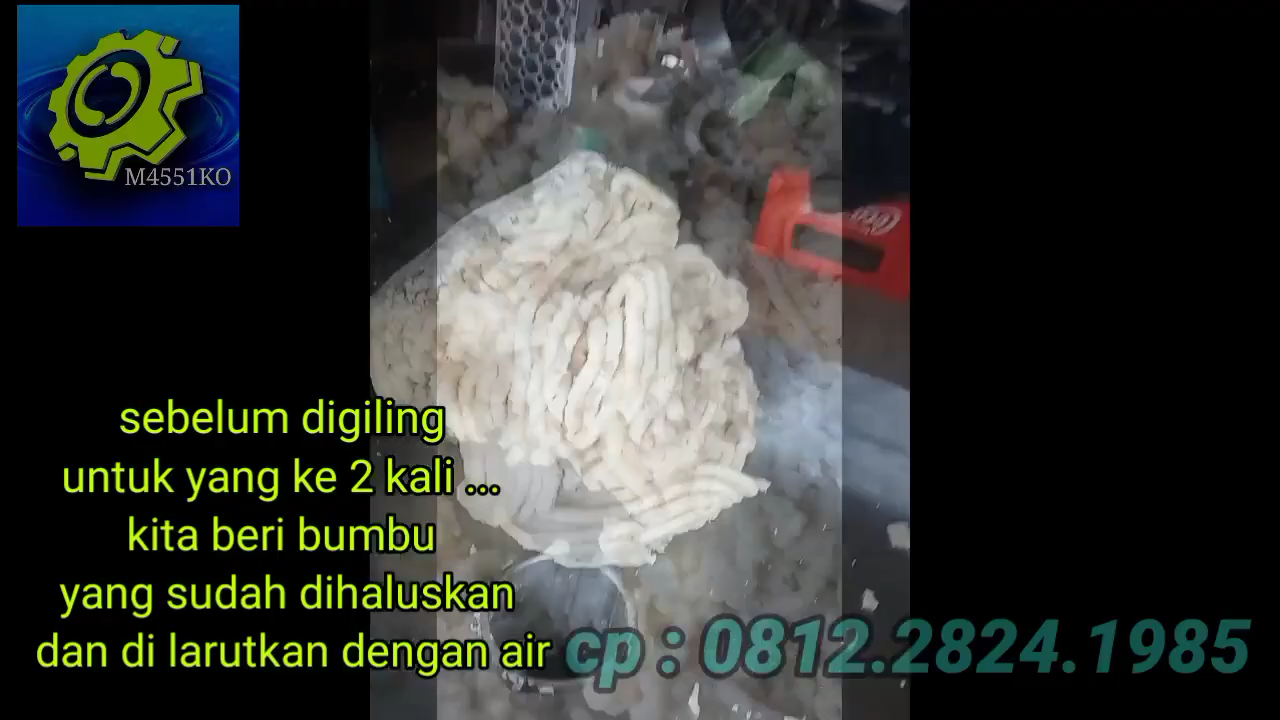 M4551KO
sebelum digiling
untuk yang ke 2 kali ...
kita beri bumbu
yang sudah dihaluskan
dan di larutkan dengan air
cp : 0812.2824.1985